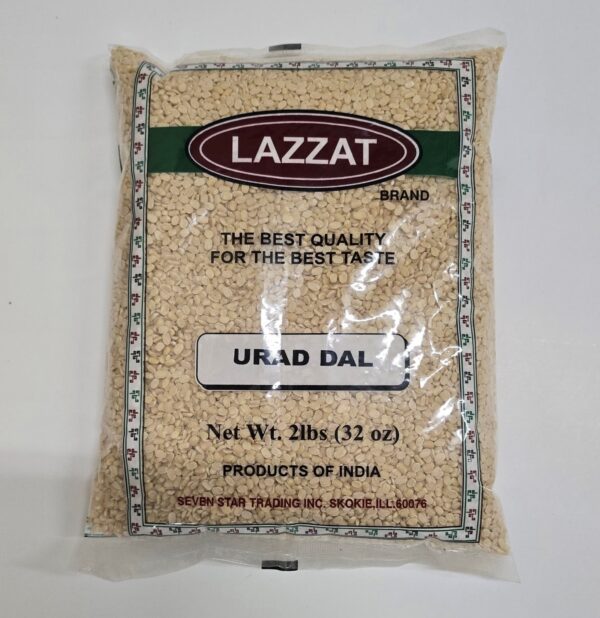 LAZZAT
BRAND
THE BEST QUALITY
FOR THE BEST TASTE
URAD DAL
Net Wt. 2lbs (32 oz)
PRODUCTS OF INDIA
SEVEN STAR TRADING INC. SKOKIE,ILL.60076